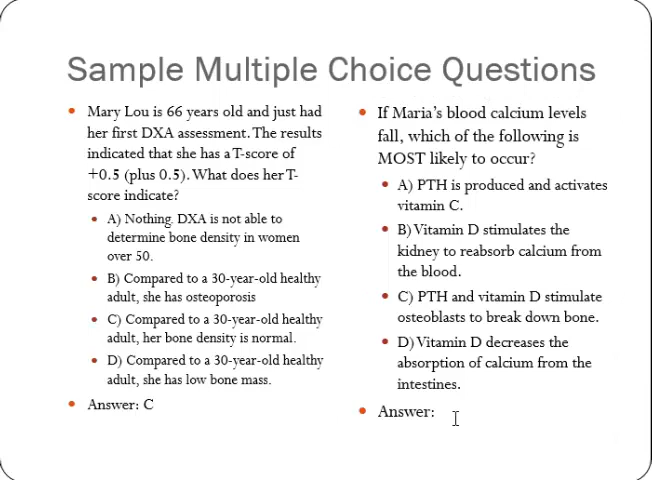 Sample Multiple Choice Questions
Mary Lou is 66 years old and just had
her first DXA assessment. The results
indicated that she has a T-score of
+0.5 (plus 0.5). What does her T-
score indicate?
A) Nothing. DXA is not able to
determine bone density in women
over 50.
B) Compared to a 30-year-old healthy
adult, she has osteoporosis
C) Compared to a 30-year-old healthy
adult, her bone density is normal.
D) Compared to a 30-year-old healthy
adult, she has low bone mass.
Answer: C
If Maria's blood calcium levels
fall, which of the following is
MOST likely to occur?
A) PTH is produced and activates
vitamin C.
B) Vitamin D stimulates the
kidney to reabsorb calcium from
the blood.
C) PTH and vitamin D stimulate
osteoblasts to break down bone.
D) Vitamin D decreases the
absorption of calcium from the
intestines.
Answer: